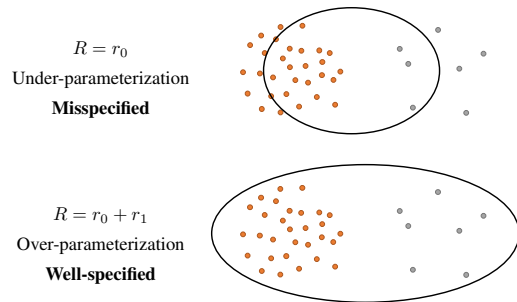 R = r₀
Under-parameterization
Misspecified
R = r₀ + r₁
Over-parameterization
Well-specified